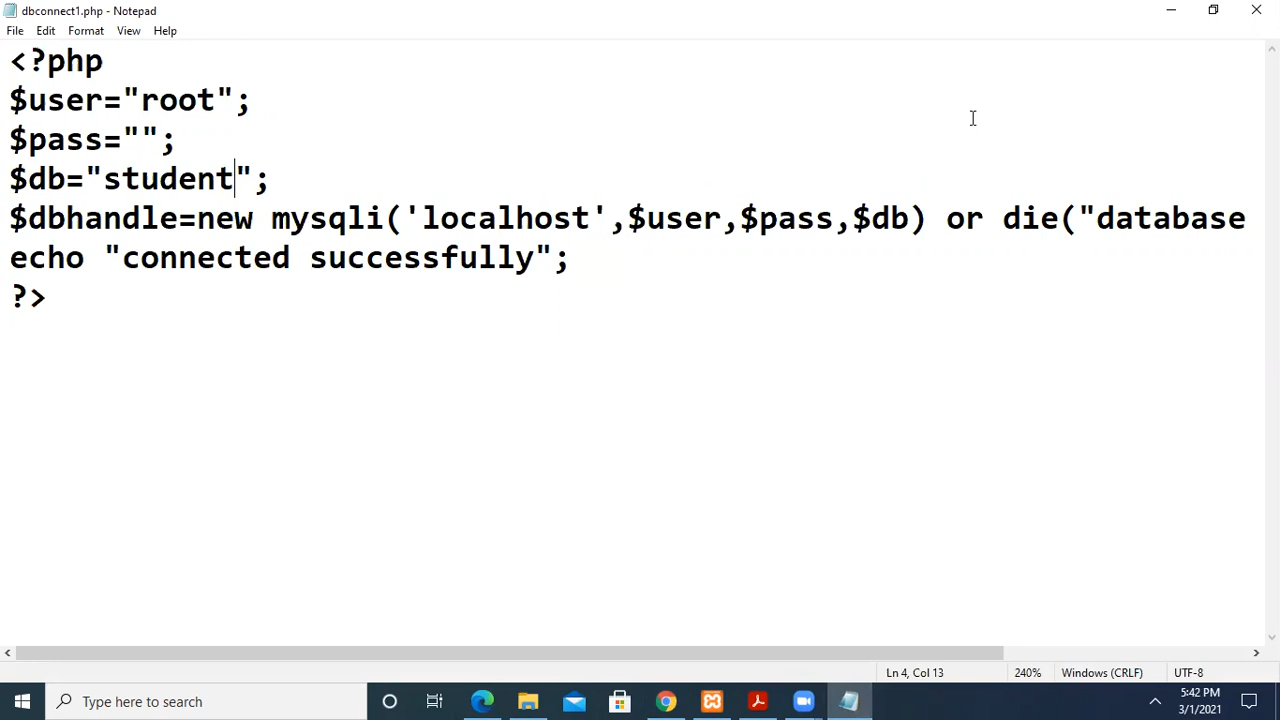 dbconnect1.php - Notepad
File Edit Format View Help
<?php
$user="root";
$pass="";
$db="student";
$dbhandle=new mysqli('localhost',$user,$pass,$db) or die("database
echo "connected successfully";
?>
Ln 4, Col 13 240% Windows (CRLF) UTF-8
Type here to search
5:42 PM
3/1/2021